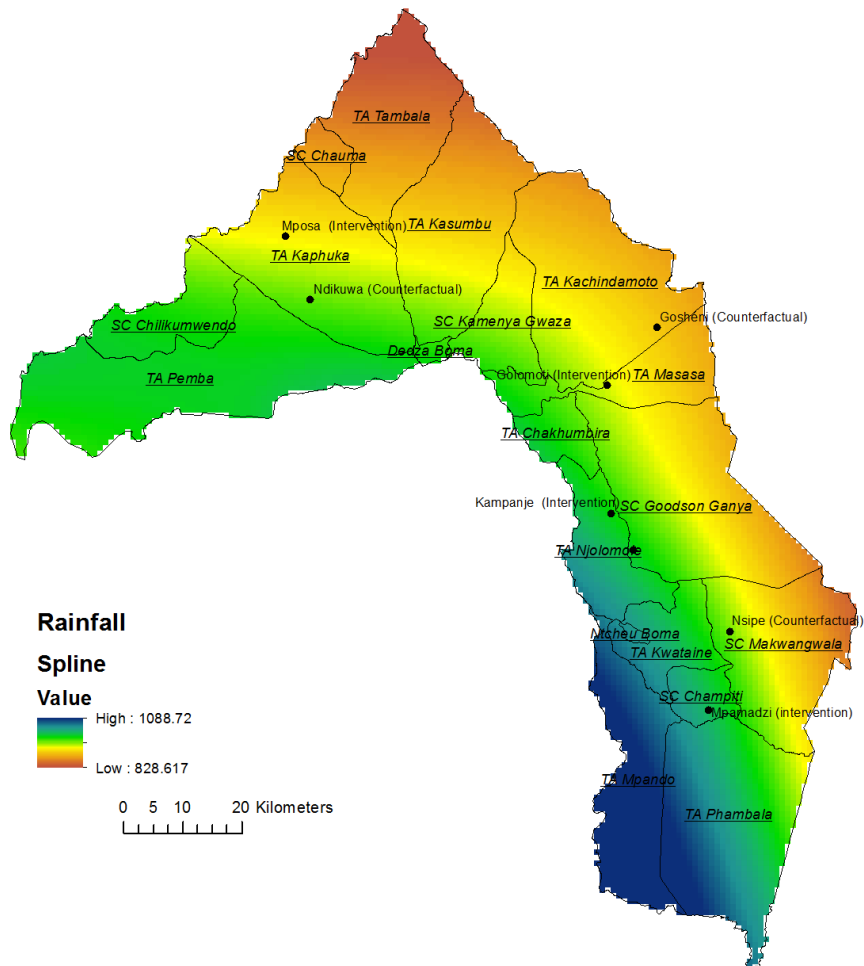 TA Tambala
SC Chauma
Mposa (Intervention)
TA Kasumbu
TA Kaphuka
TA Kachindamoto
Ndikuwa (Counterfactual)
SC Chilikumwendo
SC Kamenya Gwaza
Gosheni (Counterfactual)
Dedza Boma
TA Pemba
Golomoti (Intervention)
TA Masasa
TA Chakhumbira
Kampanje (Intervention)
SC Goodson Ganya
TA Njolomole
Rainfall
Nsipe (Counterfactual)
Ntcheu Boma
SC Makwangwala
TA Kwataine
Spline
Value
SC Champiti
Mpamadzi (intervention)
High : 1088.72
Low : 828.617
TA Mpando
0 5 10 20 Kilometers
TA Phambala